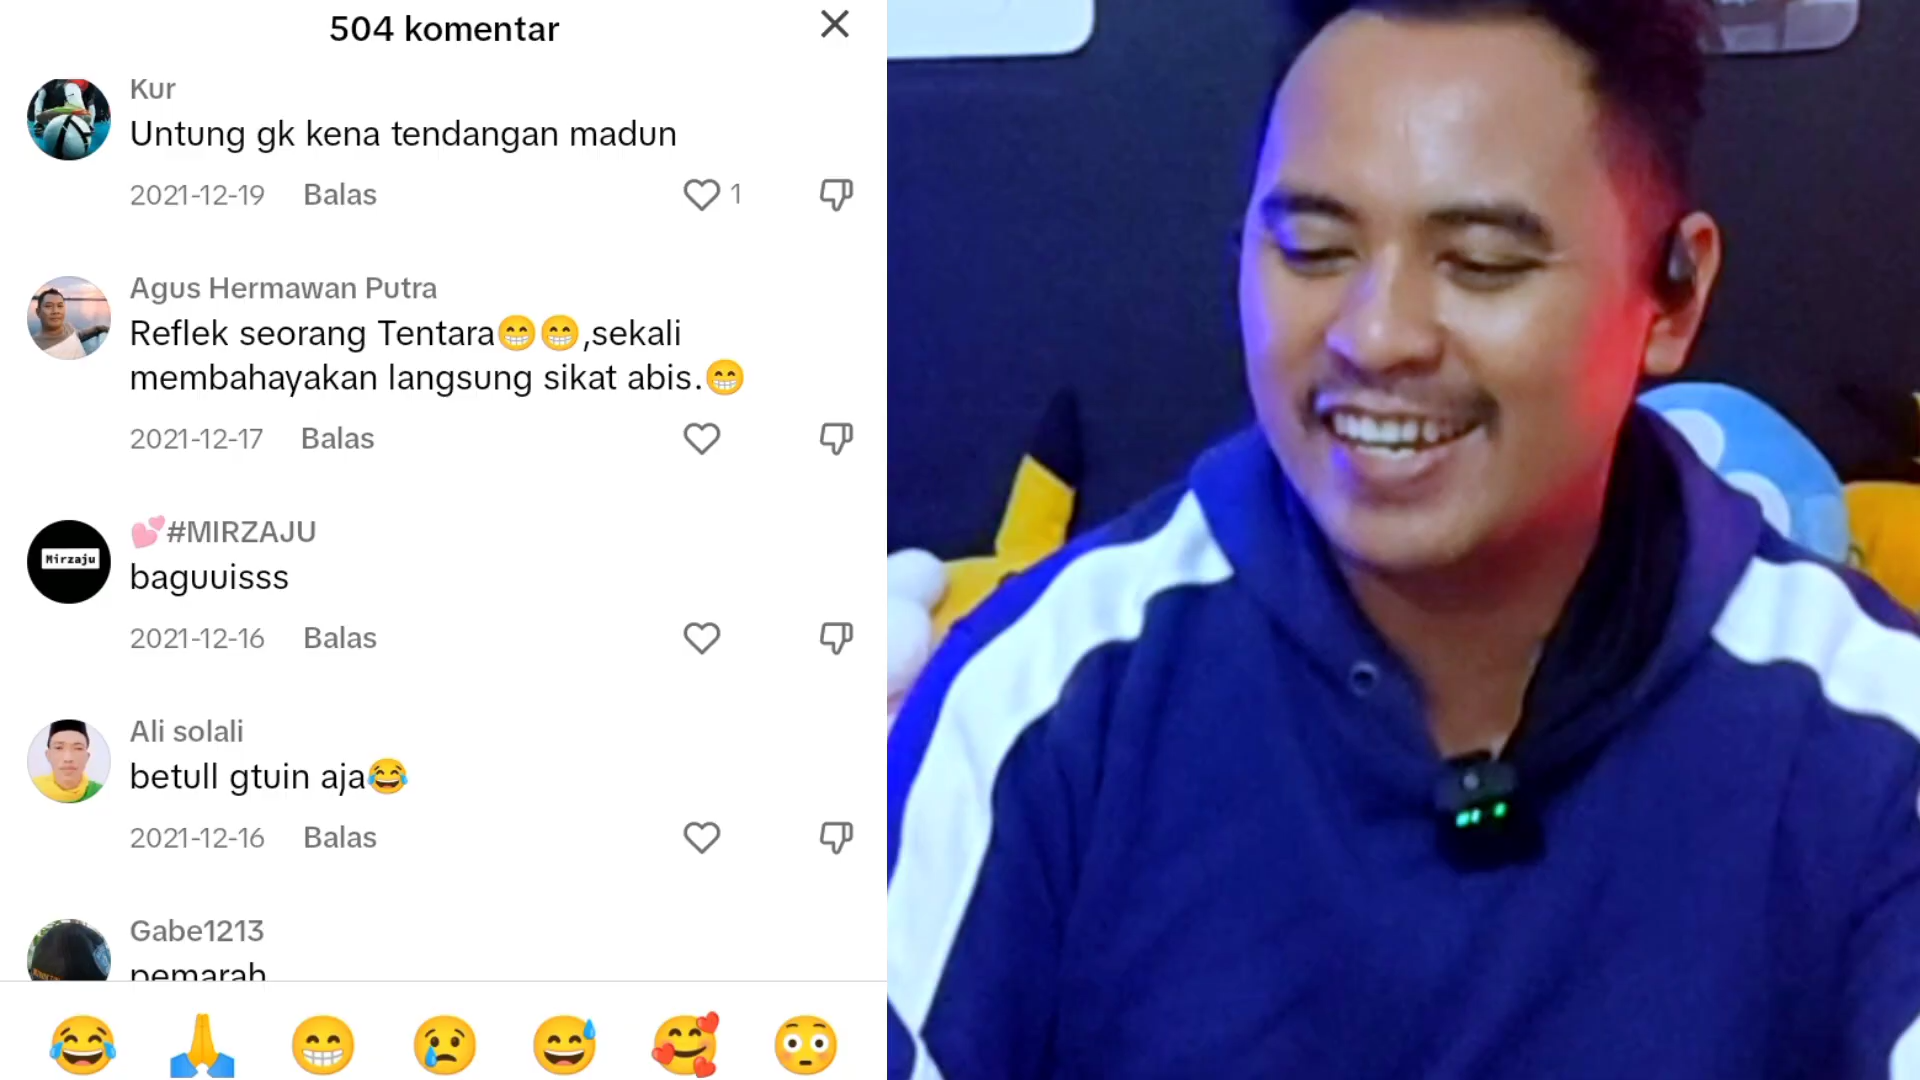 504 komentar
Kur
Untung gk kena tendangan madun
2021-12-19 Balas 1
Agus Hermawan Putra
Reflek seorang Tentara😁😁,sekali
membahayakan langsung sikat abis.😁
2021-12-17 Balas
💕#MIRZAJU
Mirzaju
baguuisss
2021-12-16 Balas
Ali solali
betull gtuin aja😂
2021-12-16 Balas
Gabe1213
pemarah